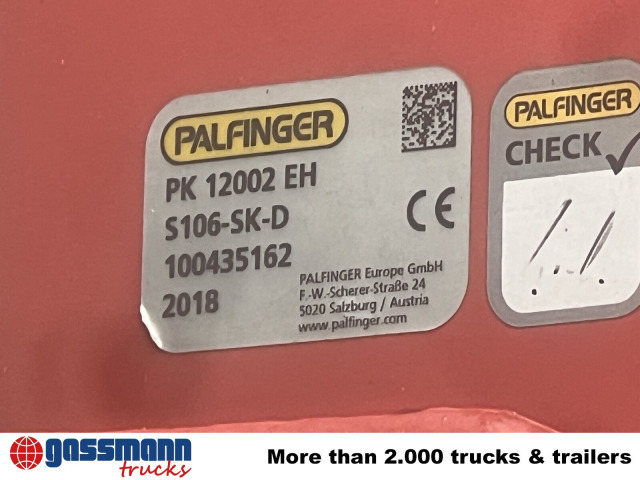 PALFINGER
PK 12002 EH
S106-SK-D
100435162
2018
CE
PALFINGER Europe GmbH
F.-W.-Scherer-Straße 24
5020 Salzburg / Austria
www.palfinger.com
PALFINGER
CHECK
gassmann
trucks
More than 2.000 trucks & trailers